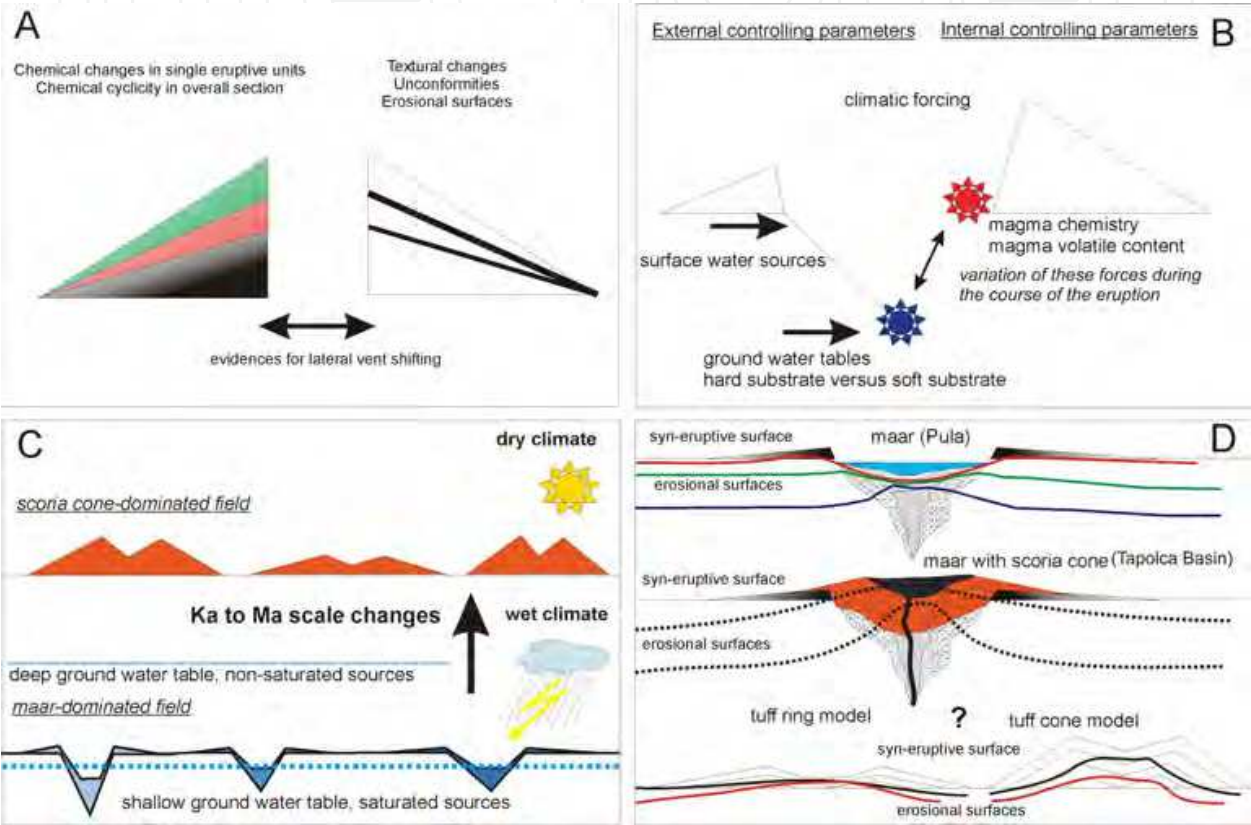 A
Chemical changes in single eruptive units
Chemical cyclicity in overall section
Textural changes
Unconformities
Erosional surfaces
evidences for lateral vent shifting
External controlling parameters
Internal controlling parameters
B
climatic forcing
surface water sources
magma chemistry
magma volatile content
variation of these forces during
the course of the eruption
ground water tables
hard substrate versus soft substrate
C
dry climate
scoria cone-dominated field
Ka to Ma scale changes
wet climate
deep ground water table, non-saturated sources
maar-dominated field
shallow ground water table, saturated sources
D
syn-eruptive surface
maar (Pula)
erosional surfaces
maar with scoria cone (Tapolca Basin)
syn-eruptive surface
erosional surfaces
tuff ring model
?
tuff cone model
syn-eruptive surface
erosional surfaces